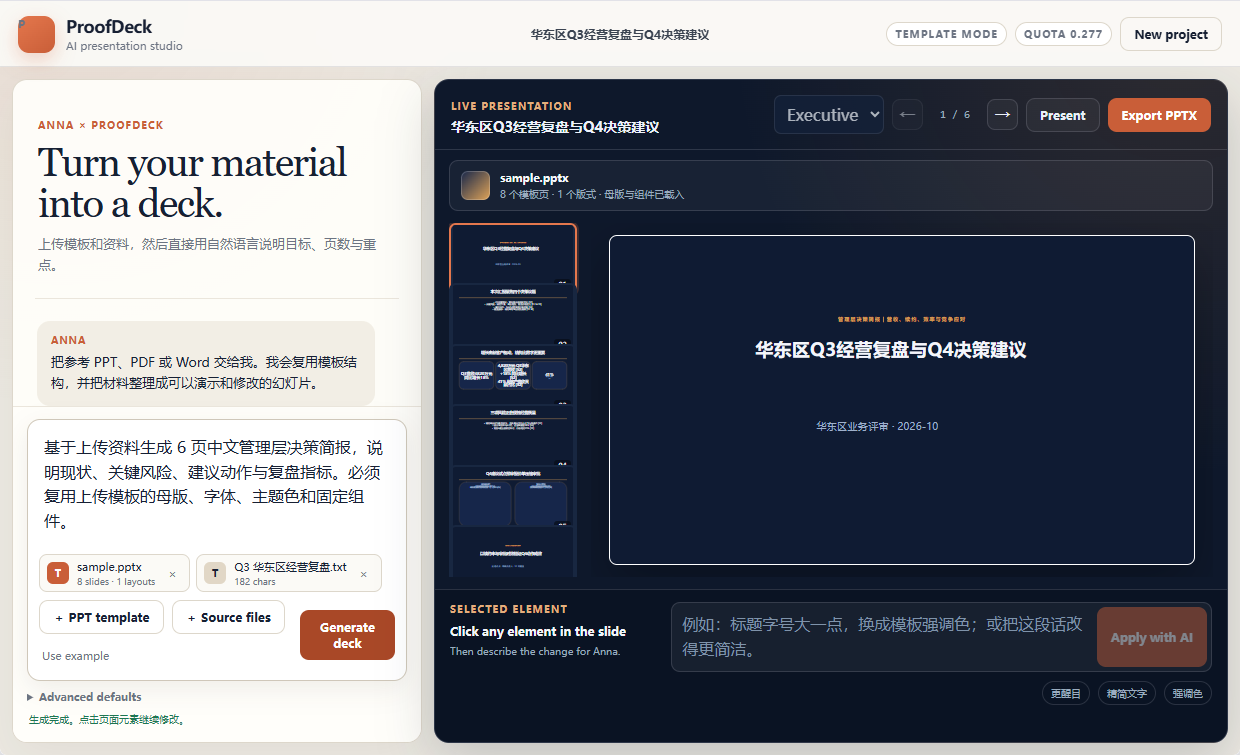 ProofDeck
AI presentation studio
华东区Q3经营复盘与Q4决策建议
TEMPLATE MODE
QUOTA 0.277
New project
ANNA × PROOFDECK
Turn your material
into a deck.
上传模板和资料，然后直接用自然语言说明目标、页数与重
点。
ANNA
把参考 PPT、PDF 或 Word 交给我。我会复用模板结
构，并把材料整理成可以演示和修改的幻灯片。
基于上传资料生成 6 页中文管理层决策简报，说
明现状、关键风险、建议动作与复盘指标。必须
复用上传模板的母版、字体、主题色和固定组
件。
T
sample.pptx
8 slides · 1 layouts
×
T
Q3 华东区经营复盘.txt
182 chars
×
+ PPT template
+ Source files
Generate
deck
Use example
Advanced defaults
生成完成。点击页面元素继续修改。
LIVE PRESENTATION
华东区Q3经营复盘与Q4决策建议
Executive
←
1 / 6
→
Present
Export PPTX
sample.pptx
8 个模板页 · 1 个版式 · 母版与组件已载入
华东区Q3经营复盘与Q4决策建议
华东区Q3经营复盘与Q4决策建议
华东区业务评审 · 2026-10
SELECTED ELEMENT
Click any element in the slide
Then describe the change for Anna.
例如：标题字号大一点，换成模板强调色；或把这段话改
得更简洁。
Apply with AI
更醒目
精简文字
强调色